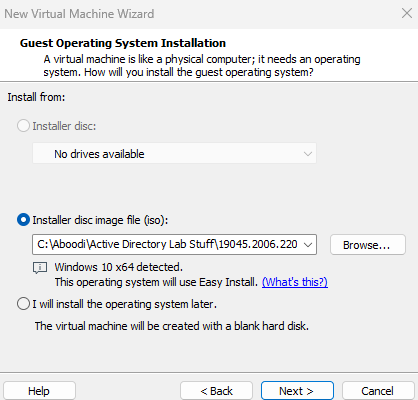 New Virtual Machine Wizard
Guest Operating System Installation
A virtual machine is like a physical computer; it needs an operating
system. How will you install the guest operating system?
Install from:
Installer disc:
No drives available
Installer disc image file (iso):
C:\Aboodi\Active Directory Lab Stuff\19045.2006.220
Browse...
Windows 10 x64 detected.
This operating system will use Easy Install. (What's this?)
I will install the operating system later.
The virtual machine will be created with a blank hard disk.
Help
< Back
Next >
Cancel